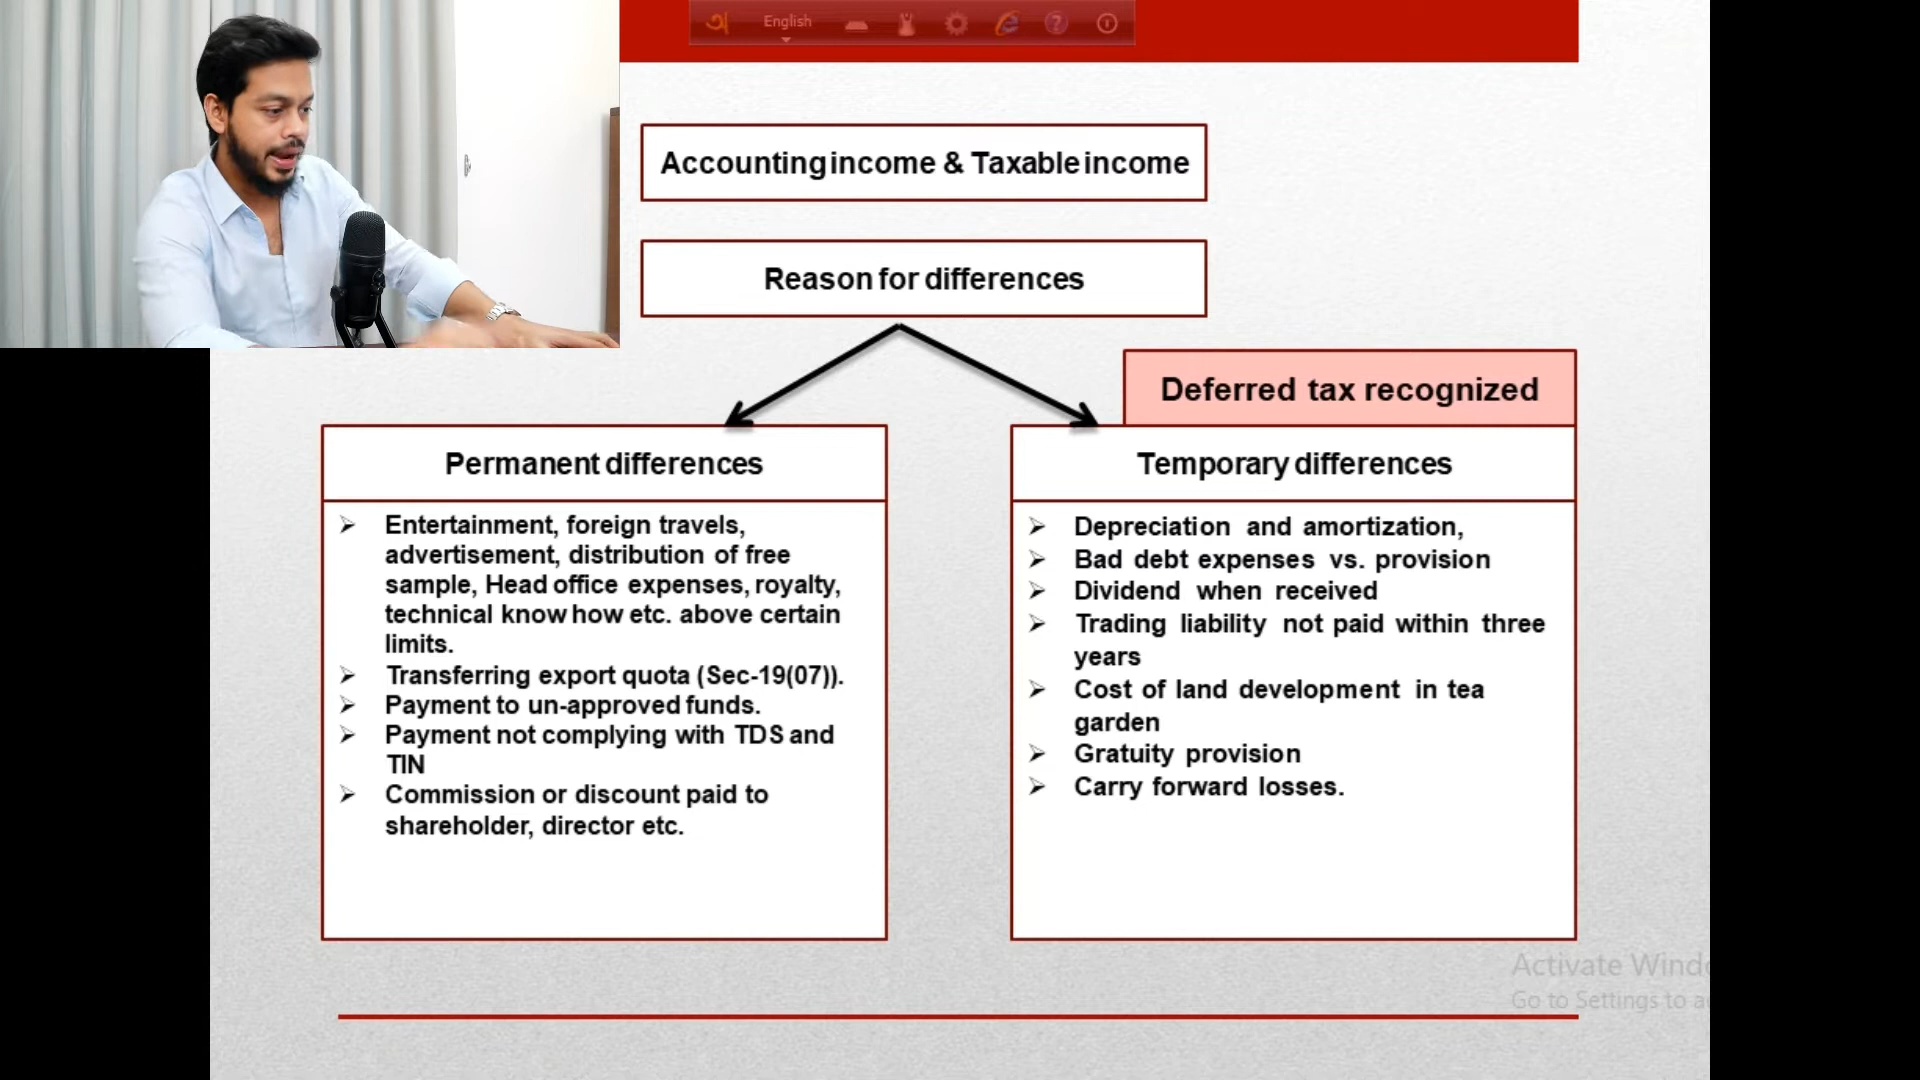 অ English
Accounting income & Taxable income
Reason for differences
Deferred tax recognized
Permanent differences
➢ Entertainment, foreign travels,
advertisement, distribution of free
sample, Head office expenses, royalty,
technical know how etc. above certain
limits.
➢ Transferring export quota (Sec-19(07)).
➢ Payment to un-approved funds.
➢ Payment not complying with TDS and
TIN
➢ Commission or discount paid to
shareholder, director etc.
Temporary differences
➢ Depreciation and amortization,
➢ Bad debt expenses vs. provision
➢ Dividend when received
➢ Trading liability not paid within three
years
➢ Cost of land development in tea
garden
➢ Gratuity provision
➢ Carry forward losses.
Activate Wind
Go to Settings to a